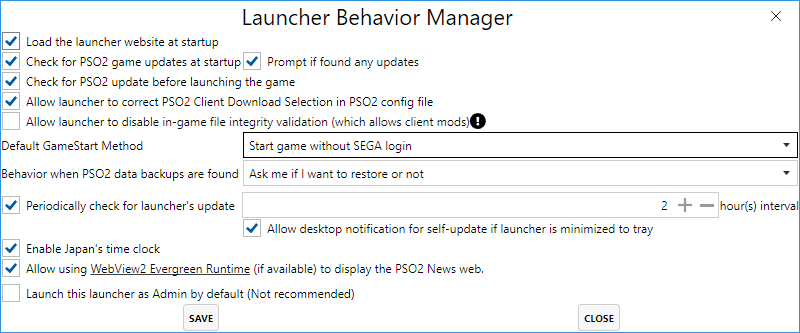 Launcher Behavior Manager
Load the launcher website at startup
Check for PSO2 game updates at startup Prompt if found any updates
Check for PSO2 update before launching the game
Allow launcher to correct PSO2 Client Download Selection in PSO2 config file
Allow launcher to disable in-game file integrity validation (which allows client mods)
Default GameStart Method Start game without SEGA login
Behavior when PSO2 data backups are found Ask me if I want to restore or not
Periodically check for launcher's update 2 hour(s) interval
Allow desktop notification for self-update if launcher is minimized to tray
Enable Japan's time clock
Allow using WebView2 Evergreen Runtime (if available) to display the PSO2 News web.
Launch this launcher as Admin by default (Not recommended)
SAVE CLOSE